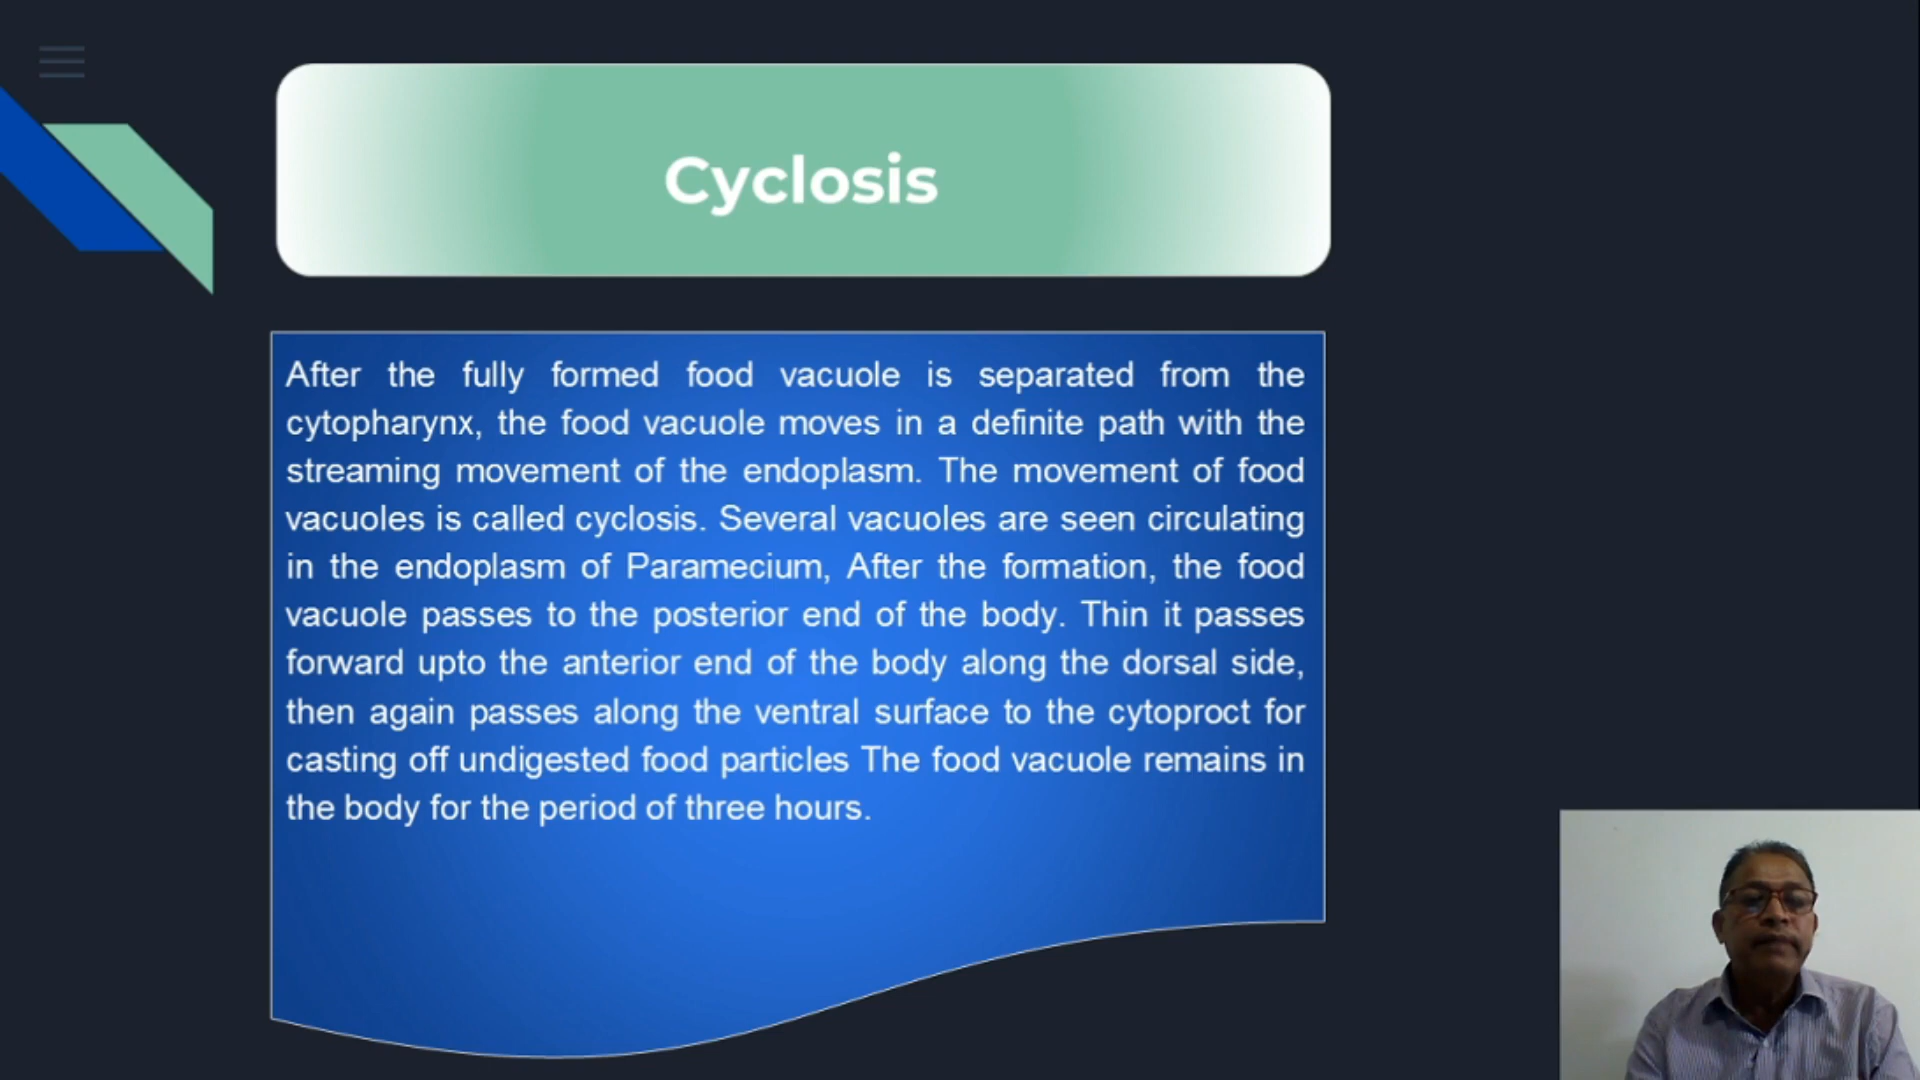 Cyclosis
After the fully formed food vacuole is separated from the
cytopharynx, the food vacuole moves in a definite path with the
streaming movement of the endoplasm. The movement of food
vacuoles is called cyclosis. Several vacuoles are seen circulating
in the endoplasm of Paramecium, After the formation, the food
vacuole passes to the posterior end of the body. Thin it passes
forward upto the anterior end of the body along the dorsal side,
then again passes along the ventral surface to the cytoproct for
casting off undigested food particles The food vacuole remains in
the body for the period of three hours.